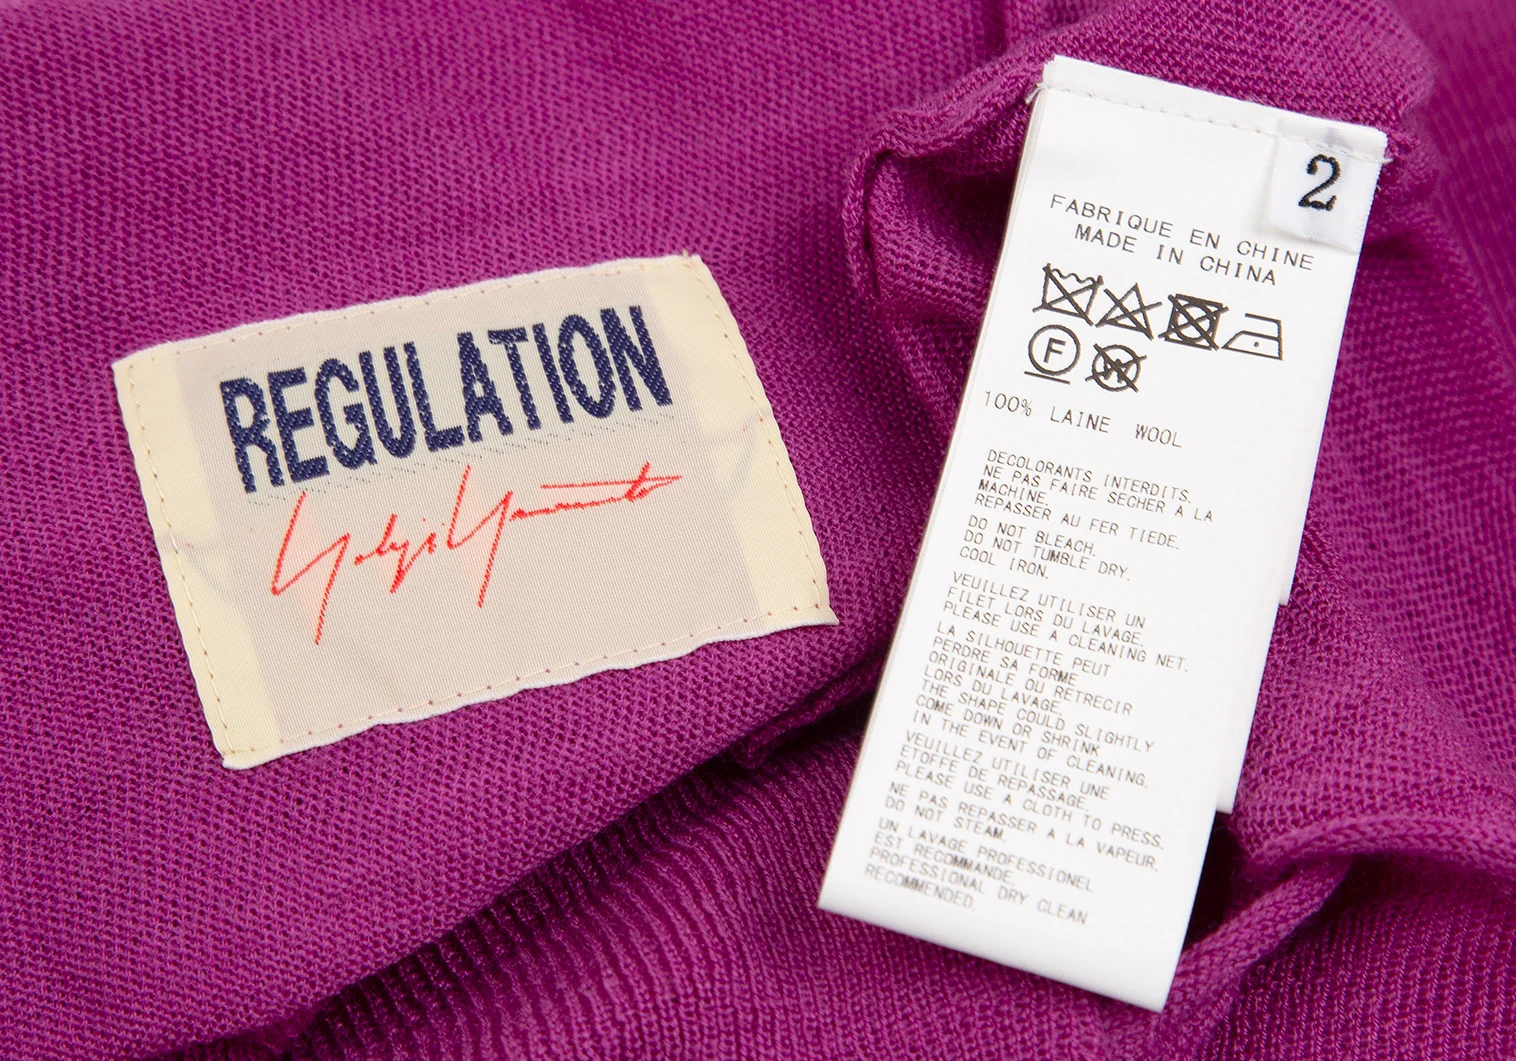 REGULATION
Yohji Yamamoto
2
FABRIQUE EN CHINE
MADE IN CHINA
F
W
100% LAINE WOOL
DECOLORANTS INTERDITS.
NE PAS FAIRE SECHER A LA
MACHINE.
REPASSER AU FER TIEDE.
DO NOT BLEACH.
DO NOT TUMBLE DRY.
COOL IRON.
VEUILLEZ UTILISER UN
FILET LORS DU LAVAGE.
PLEASE USE A CLEANING NET.
LA SILHOUETTE PEUT
PERDRE SA FORME
ORIGINALE OU RETRECIR
LORS DU LAVAGE.
THE SHAPE COULD SLIGHTLY
COME DOWN OR SHRINK
IN THE EVENT OF CLEANING.
VEUILLEZ UTILISER UNE
ETOFFE DE REPASSAGE.
PLEASE USE A CLOTH TO PRESS.
NE PAS REPASSER A LA VAPEUR.
DO NOT STEAM.
UN LAVAGE PROFESSIONEL
EST RECOMMANDE.
PROFESSIONAL DRY CLEAN
RECOMMENDED.